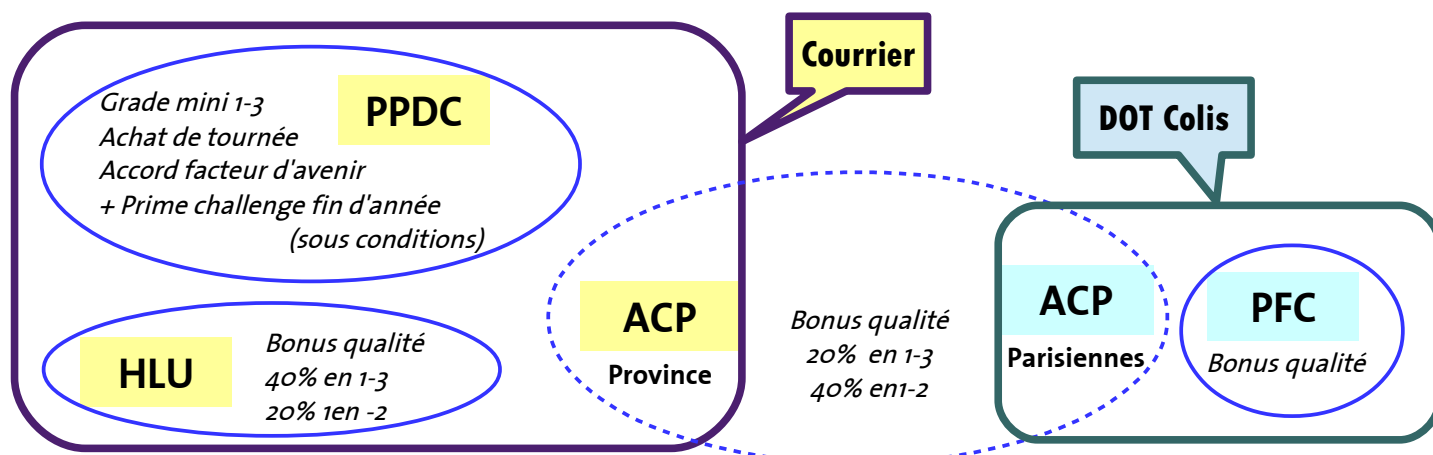 Courrier
DOT Colis
PPDC
Grade mini 1-3
Achat de tournée
Accord facteur d'avenir
+ Prime challenge fin d'année
(sous conditions)
HLU
Bonus qualité
40% en 1-3
20% 1en -2
ACP
Province
Bonus qualité
20% en 1-3
40% en1-2
ACP
Parisiennes
PFC
Bonus qualité